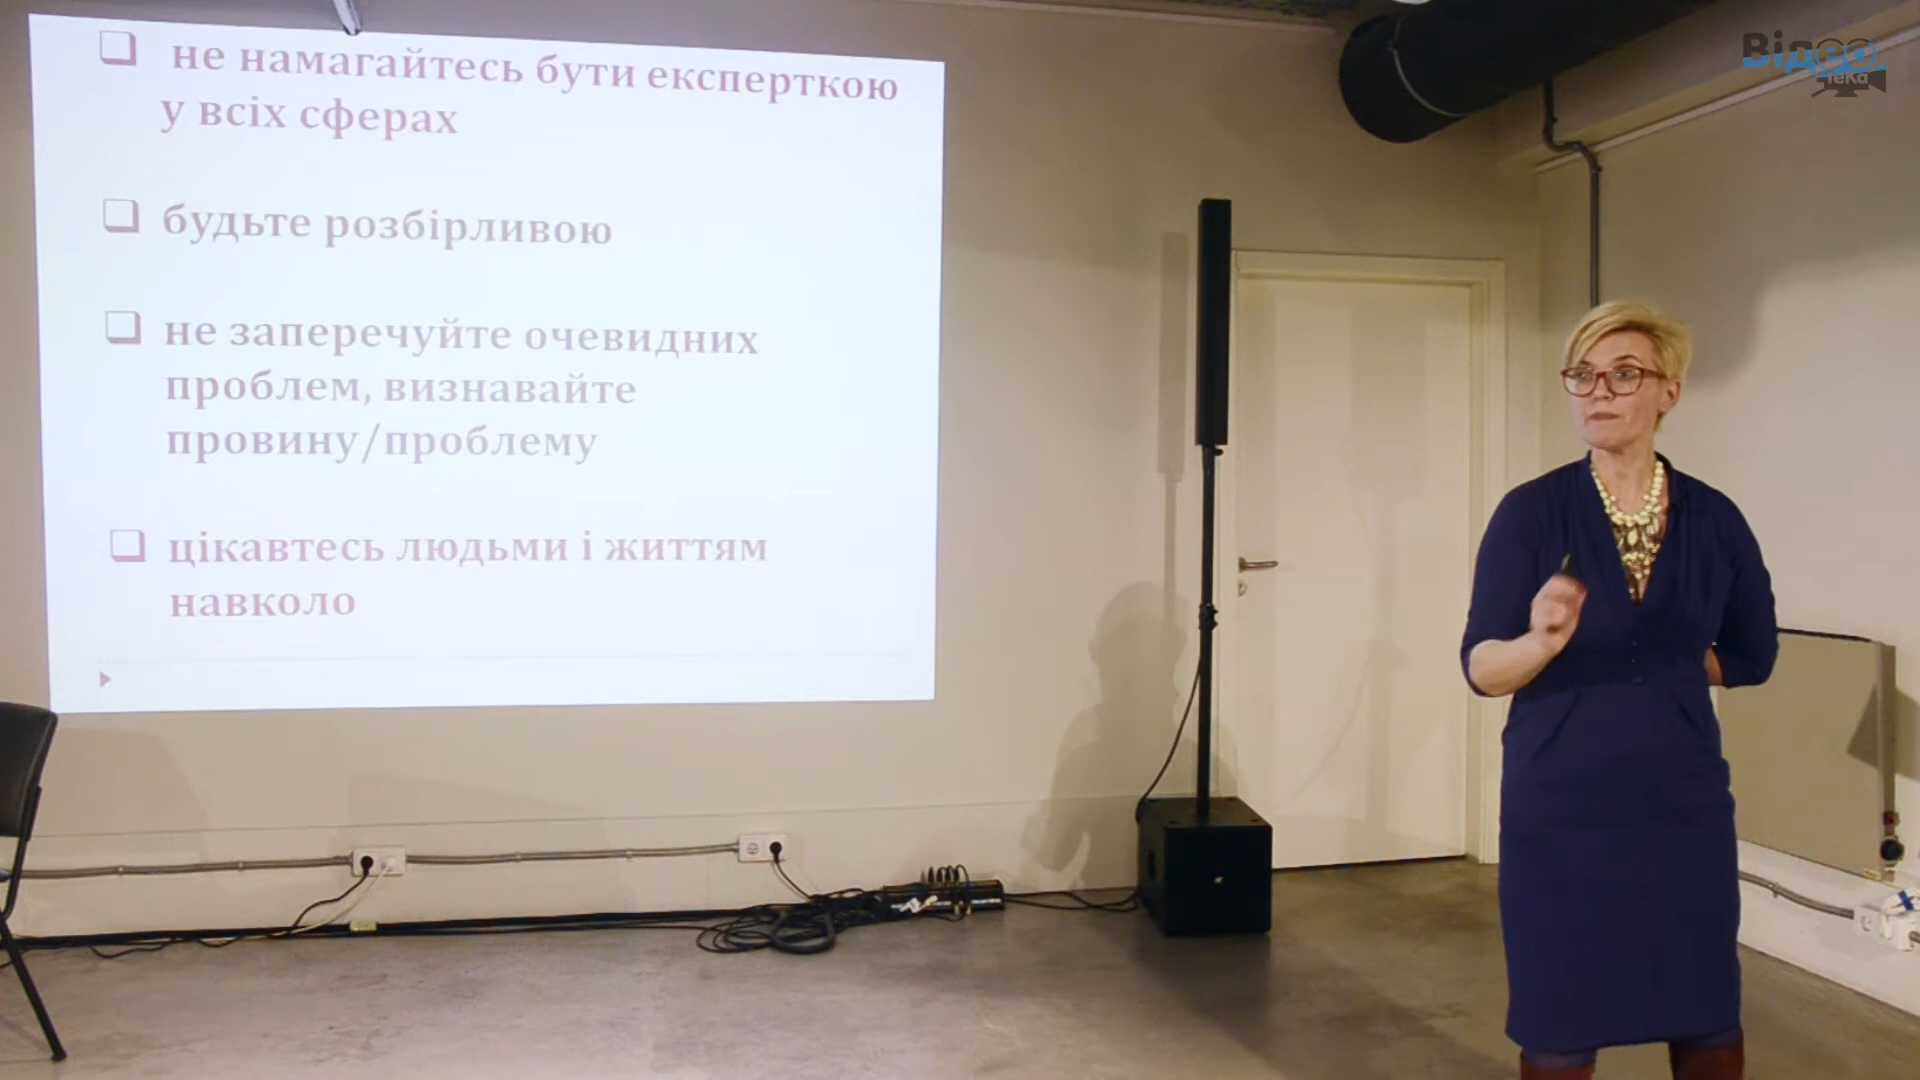 не намагайтесь бути експерткою
у всіх сферах
будьте розбірливою
не заперечуйте очевидних
проблем, визнавайте
провину/проблему
цікавтесь людьми і життям
навколо
Відео
тека